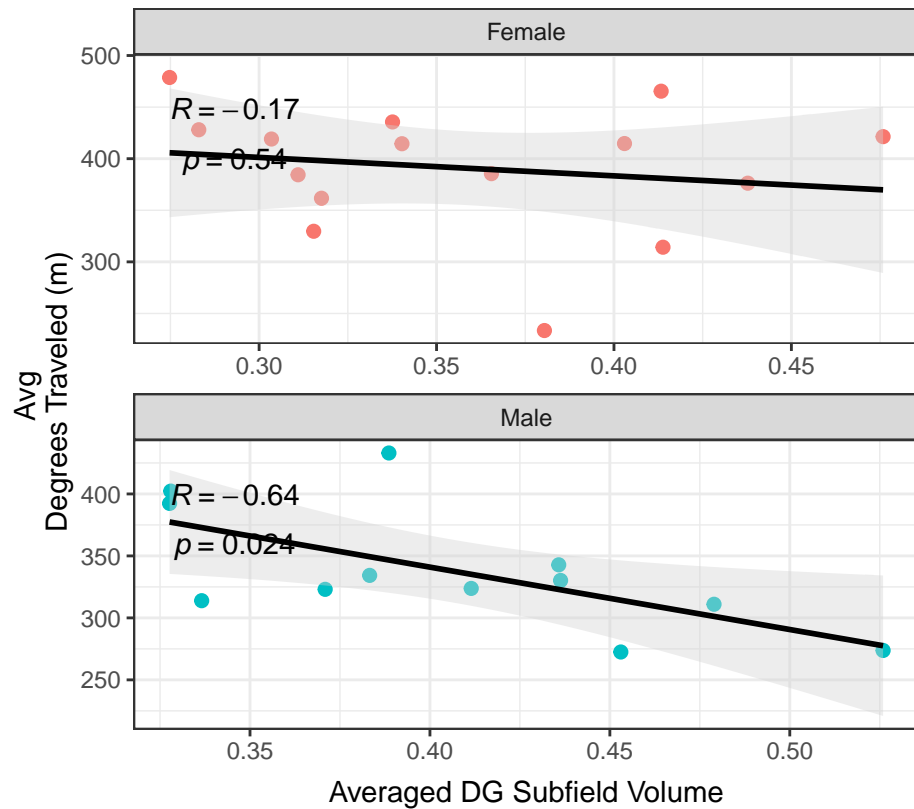 Female
500
400
300
R = −0.17
p = 0.54
0.30 0.35 0.40 0.45
Avg
Degrees Traveled (m)
Male
400
350
300
250
R = −0.64
p = 0.024
0.35 0.40 0.45 0.50
Averaged DG Subfield Volume